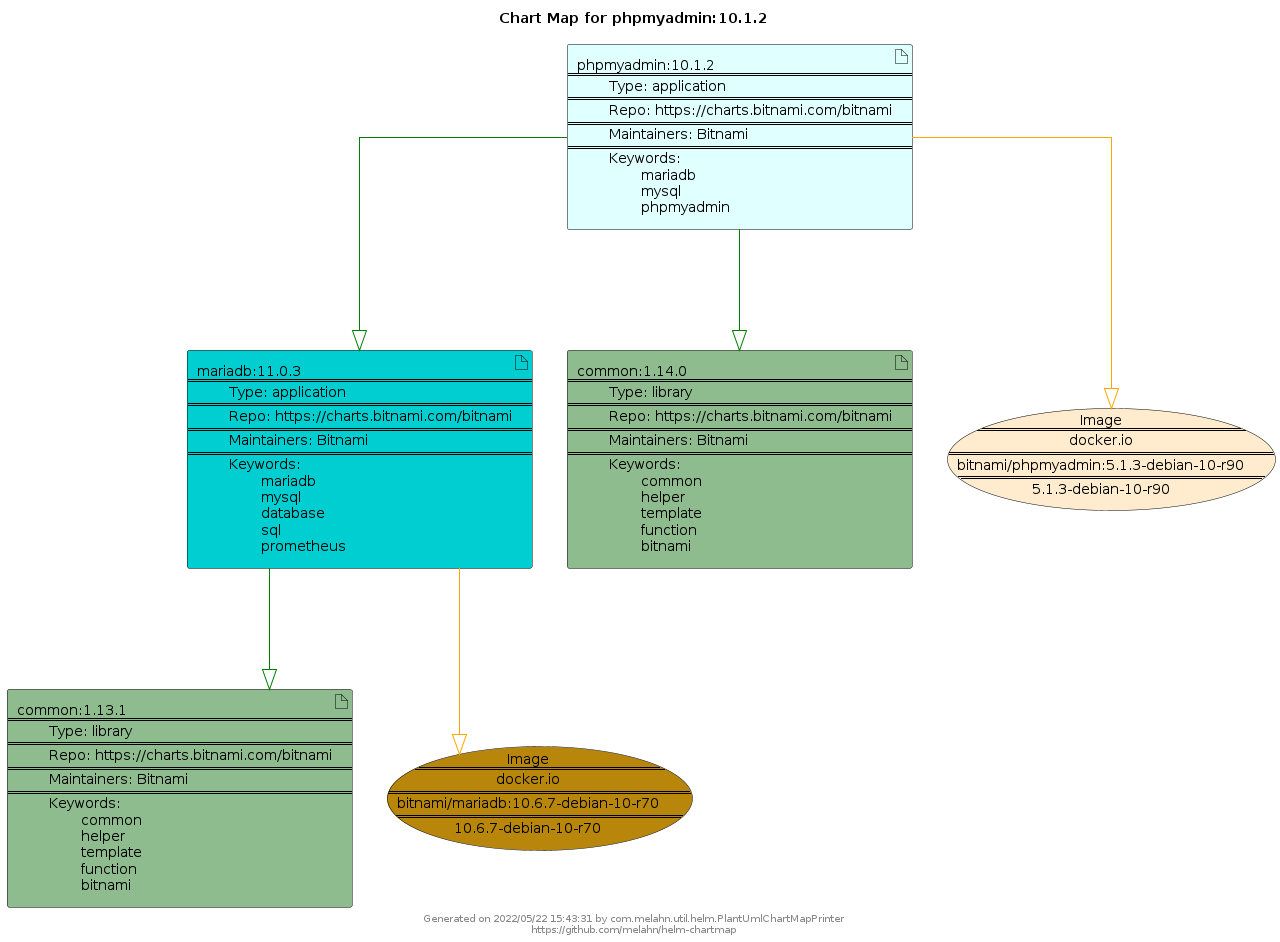 Chart Map for phpmyadmin:10.1.2
phpmyadmin:10.1.2
Type: application
Repo: https://charts.bitnami.com/bitnami
Maintainers: Bitnami
Keywords:
mariadb
mysql
phpmyadmin
mariadb:11.0.3
Type: application
Repo: https://charts.bitnami.com/bitnami
Maintainers: Bitnami
Keywords:
mariadb
mysql
database
sql
prometheus
common:1.14.0
Type: library
Repo: https://charts.bitnami.com/bitnami
Maintainers: Bitnami
Keywords:
common
helper
template
function
bitnami
Image
docker.io
bitnami/phpmyadmin:5.1.3-debian-10-r90
5.1.3-debian-10-r90
common:1.13.1
Type: library
Repo: https://charts.bitnami.com/bitnami
Maintainers: Bitnami
Keywords:
common
helper
template
function
bitnami
Image
docker.io
bitnami/mariadb:10.6.7-debian-10-r70
10.6.7-debian-10-r70
Generated on 2022/05/22 15:43:31 by com.melahn.util.helm.PlantUmlChartMapPrinter
https://github.com/melahn/helm-chartmap